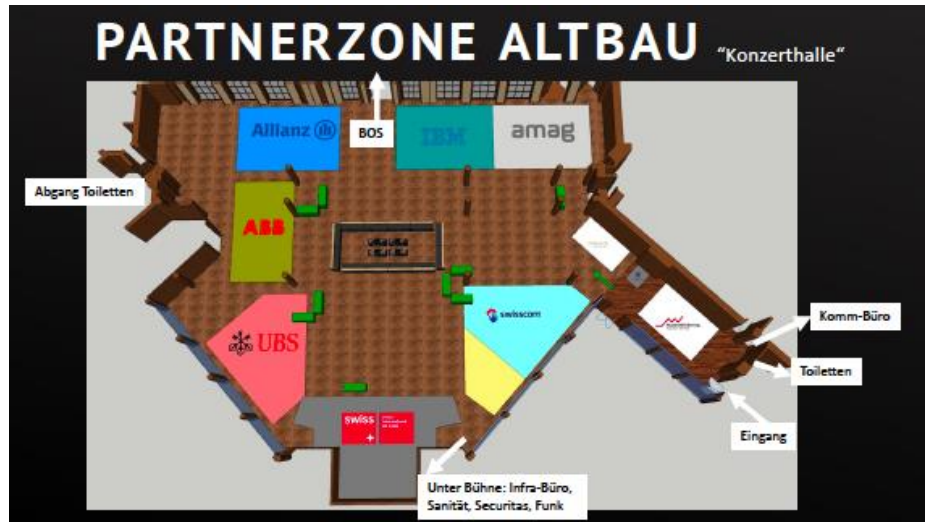 PARTNERZONE ALTBAU "Konzerthalle"
Allianz
BOS
IBM
amag
Abgang Toiletten
ABB
swisscom
UBS
Komm-Büro
Toiletten
swiss
Eingang
Unter Bühne: Infra-Büro,
Sanität, Securitas, Funk